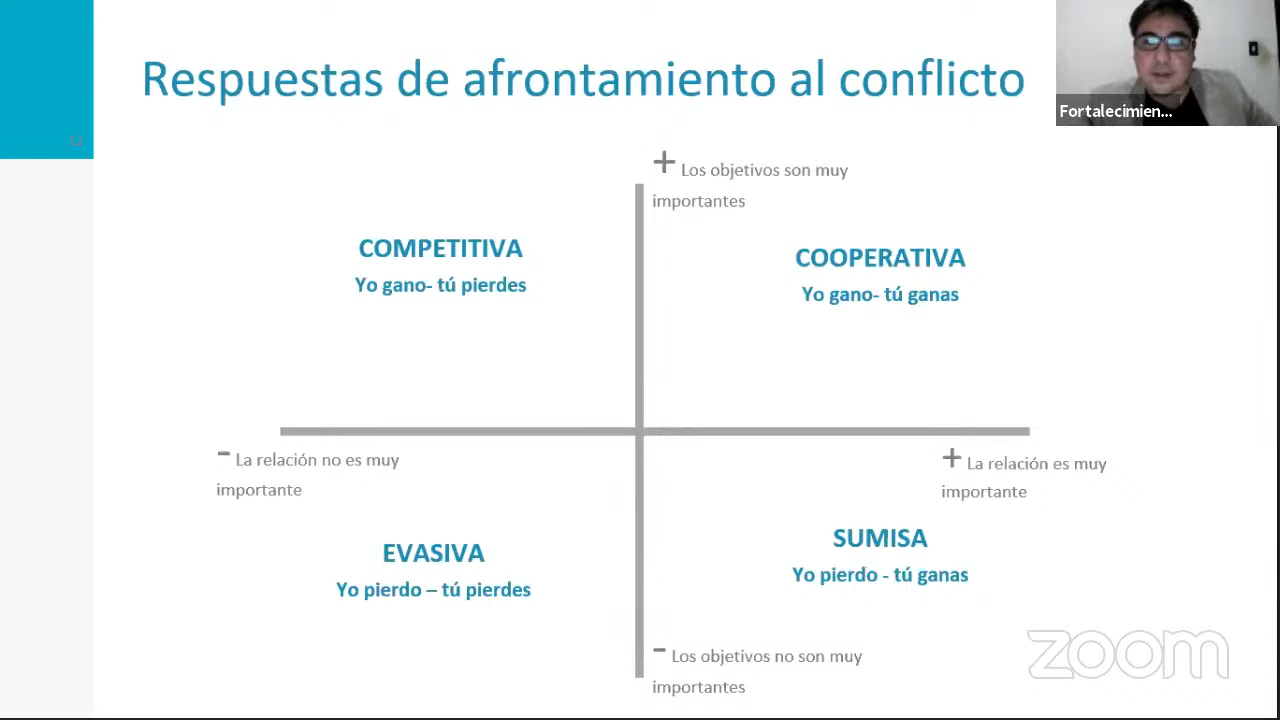 Respuestas de afrontamiento al conflicto
Fortalecimien...
12
+ Los objetivos son muy
importantes
COMPETITIVA
Yo gano- tú pierdes
COOPERATIVA
Yo gano- tú ganas
- La relación no es muy
importante
+ La relación es muy
importante
EVASIVA
Yo pierdo – tú pierdes
SUMISA
Yo pierdo - tú ganas
- Los objetivos no son muy
importantes
zoom